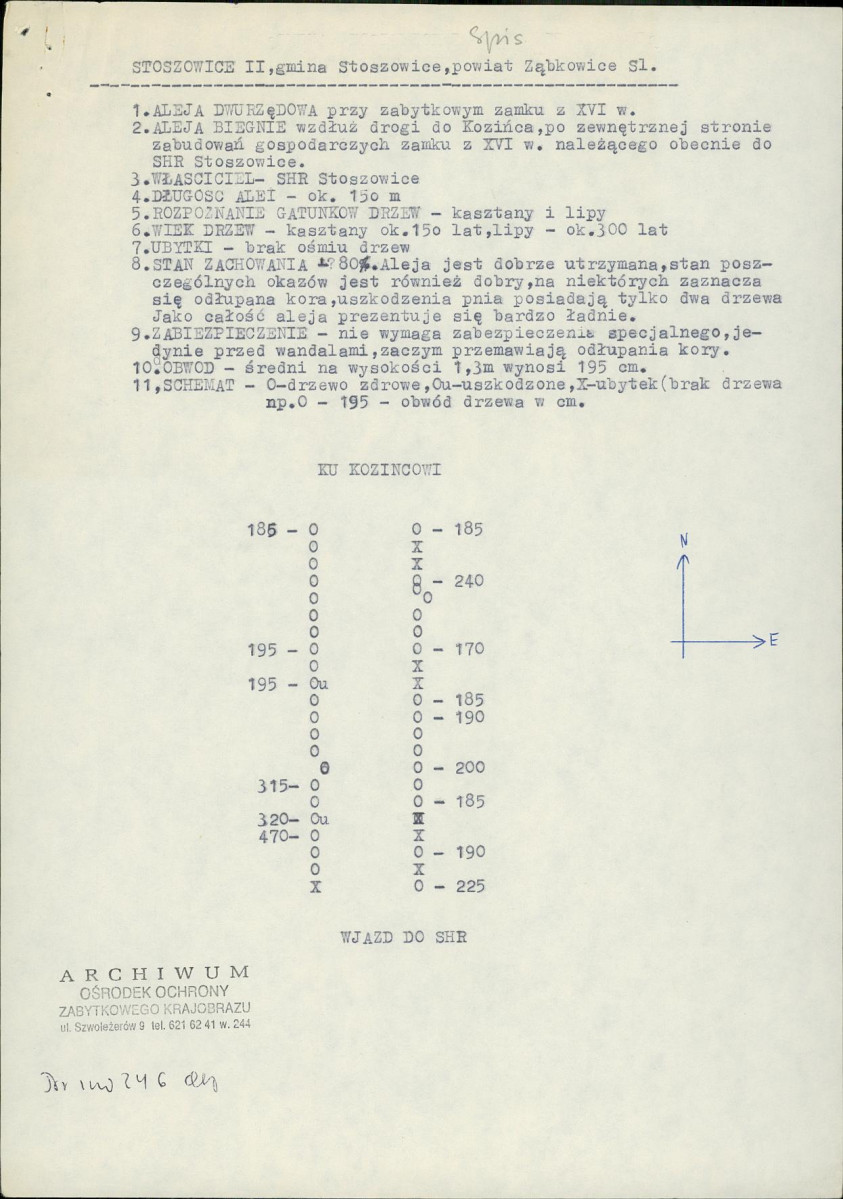 Spis
STOSZOWICE II,gmina Stoszowice,powiat Ząbkowice Sl.
1.ALEJA DWURZĘDOWA przy zabytkowym zamku z XVI w.
2.ALEJA BIEGNIE wzdłuż drogi do Kozińca,po zewnętrznej stronie
zabudowań gospodarczych zamku z XVI w. należącego obecnie do
SHR Stoszowice.
3.WŁASCICIEL- SHR Stoszowice
4.DŁUGOSC ALEI - ok. 150 m
5.ROZPOZNANIE GATUNKOW DRZEW - kasztany i lipy
6.WIEK DRZEW - kasztany ok.150 lat,lipy - ok.300 lat
7.UBYTKI - brak ośmiu drzew
8.STAN ZACHOWANIA 80%.Aleja jest dobrze utrzymana,stan posz-
czególnych okazów jest również dobry,na niektórych zaznacza
się odłupana kora,uszkodzenia pnia posiadają tylko dwa drzewa
Jako całość aleja prezentuje się bardzo ładnie.
9.ZABIEZPIECZENIE - nie wymaga zabezpieczenia specjalnego,je-
dynie przed wandalami,zaczym przemawiają odłupania kory.
10.OBWOD - średni na wysokości 1,3m wynosi 195 cm.
11,SCHEMAT - O-drzewo zdrowe,Ou-uszkodzone,X-ubytek(brak drzewa
np.O - 195 - obwód drzewa w cm.
KU KOZINCOWI
185 - O O - 185
O X
O X
O O - 240
O O
O O
O O
195 - O O - 170
O X
195 - Ou X
O O - 185
O O - 190
O O
O O
O O - 200
315- O O
O O - 185
320- Ou X
470- O X
O O - 190
O X
X O - 225
N
E
WJAZD DO SHR
ARCHIWUM
OŚRODEK OCHRONY
ZABYTKOWEGO KRAJOBRAZU
ul. Szwoleżerów 9 tel. 621 62 41 w. 244
246